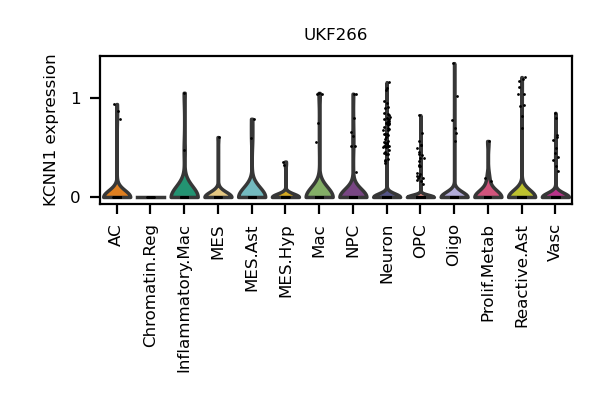 UKF266
KCNN1 expression
1
0
AC
Chromatin.Reg
Inflammatory.Mac
MES
MES.Ast
MES.Hyp
Mac
NPC
Neuron
OPC
Oligo
Prolif.Metab
Reactive.Ast
Vasc